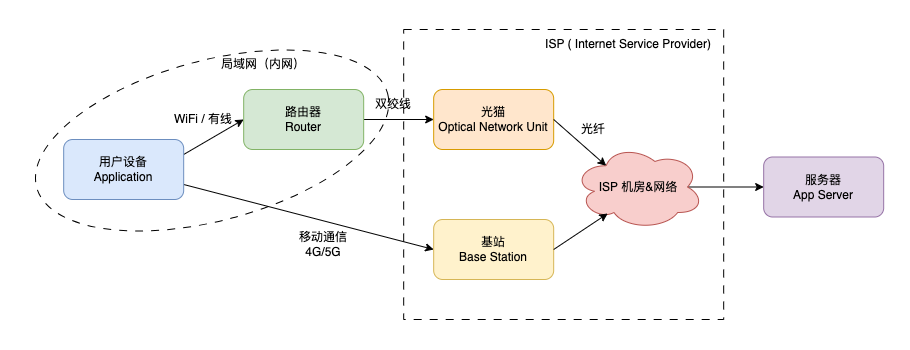 ISP ( Internet Service Provider)
局域网（内网）
WiFi / 有线
路由器
Router
双绞线
光猫
Optical Network Unit
光纤
用户设备
Application
ISP 机房&网络
服务器
App Server
移动通信
4G/5G
基站
Base Station